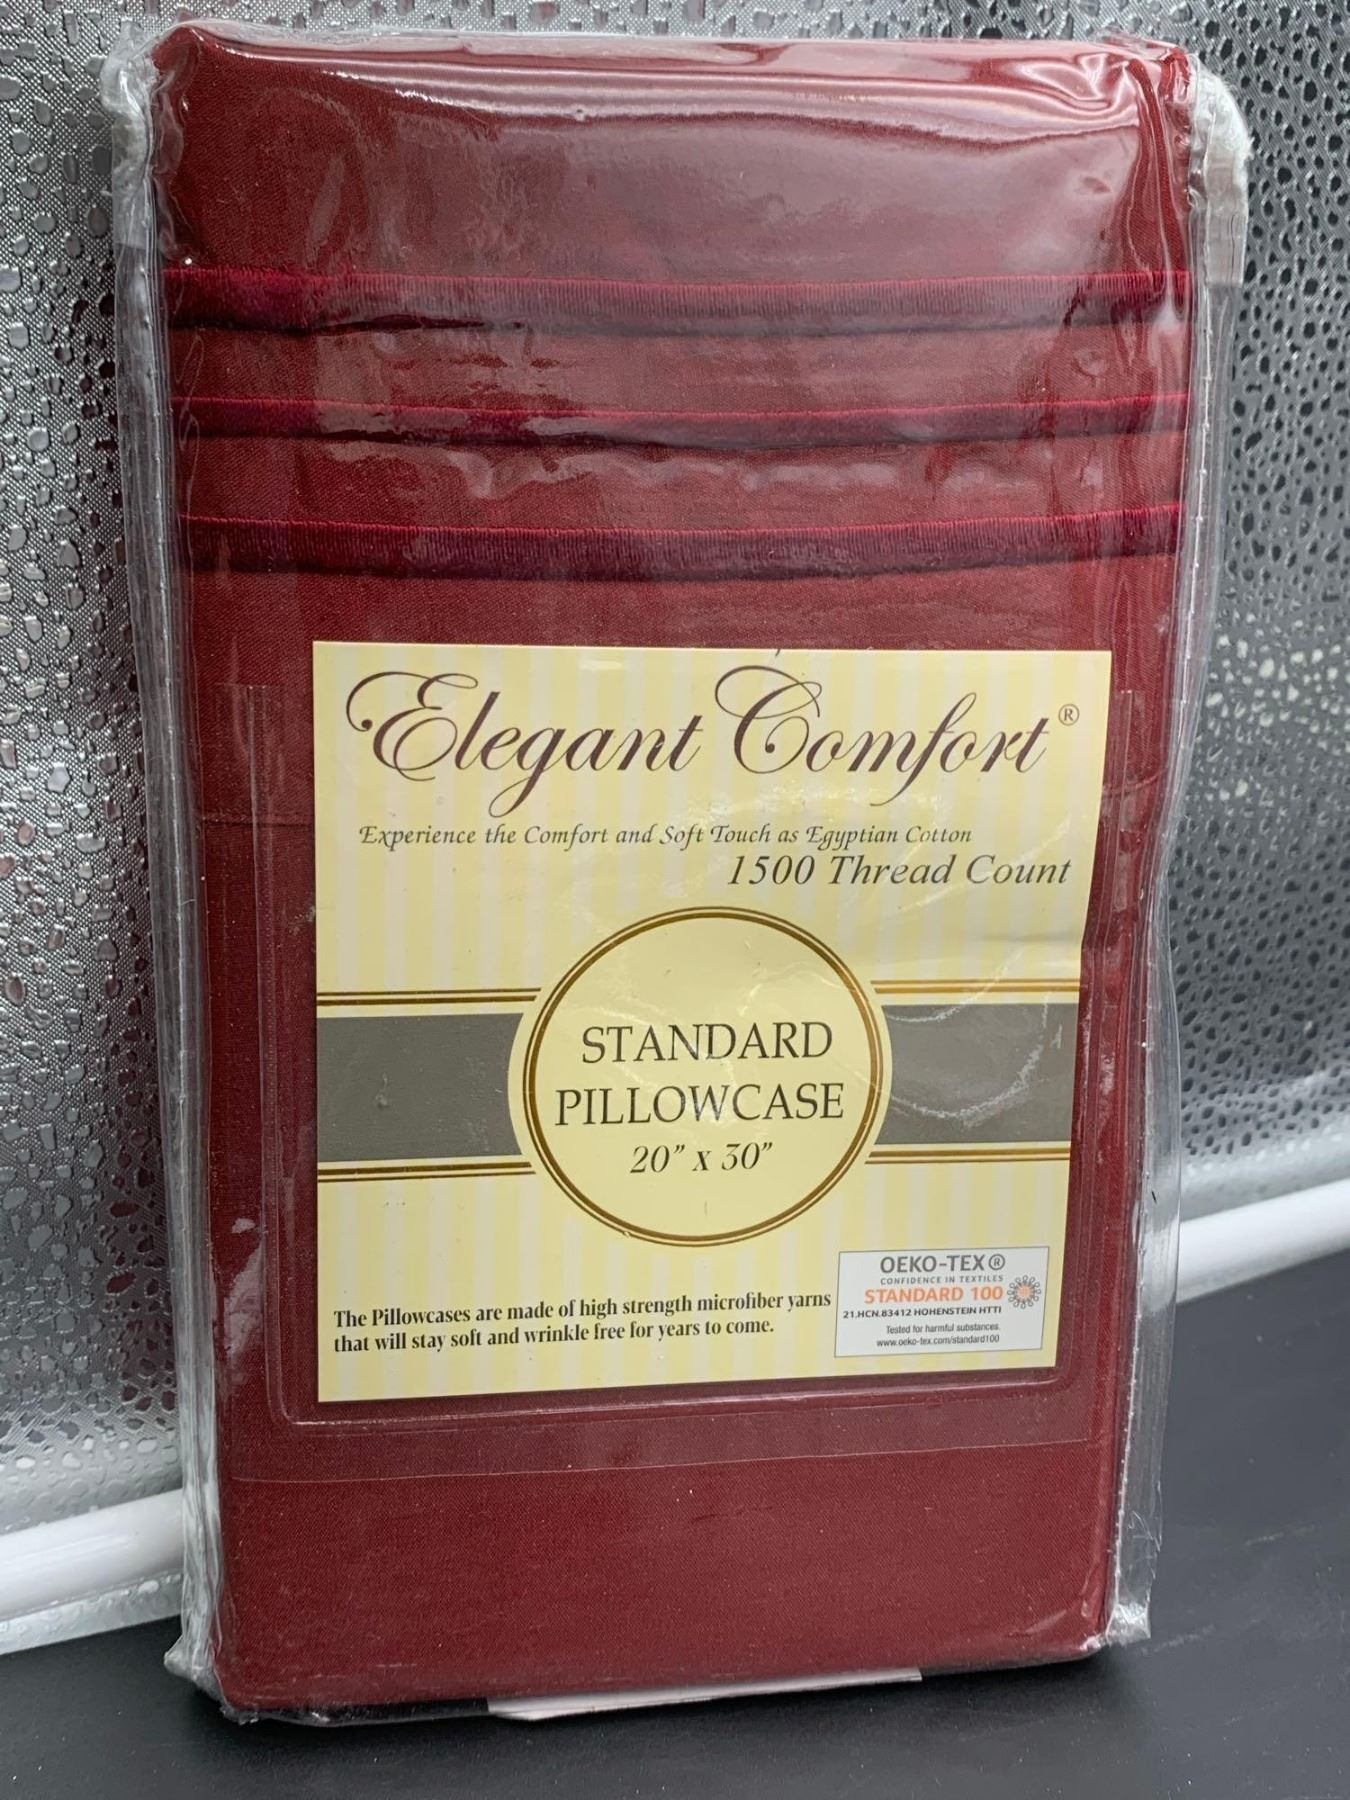 Elegant Comfort®
Experience the Comfort and Soft Touch as Egyptian Cotton
1500 Thread Count
STANDARD
PILLOWCASE
20" x 30"
The Pillowcases are made of high strength microfiber yarns
that will stay soft and wrinkle free for years to come.
OEKO-TEX®
CONFIDENCE IN TEXTILES
STANDARD 100
21.HCN.83412 HOHENSTEIN HTTI
Tested for harmful substances.
www.oeko-tex.com/standard100